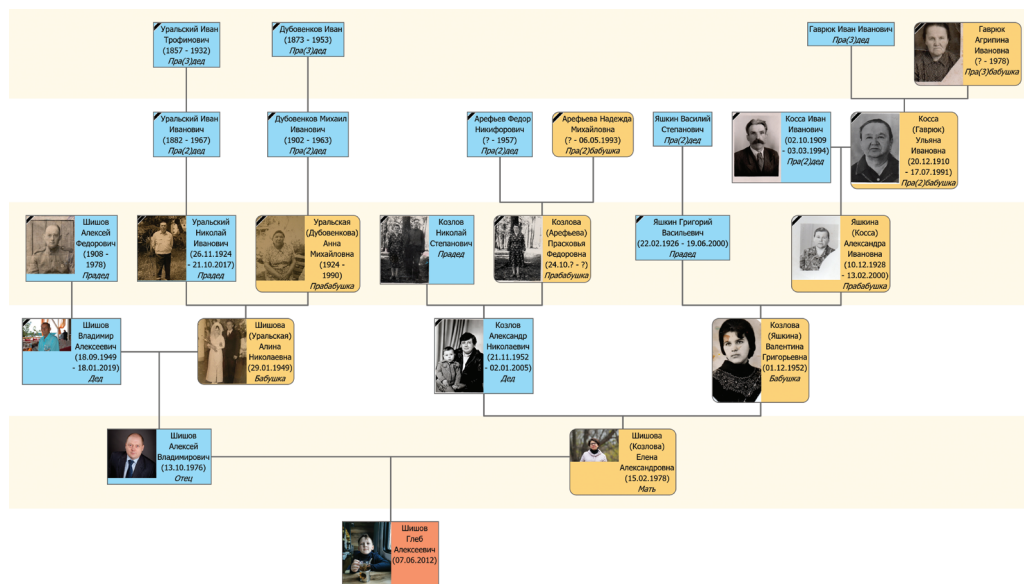 Уральский Иван
Трофимович
(1857 - 1932)
Пра(3)дед
Дубовенков Иван
(1873 - 1953)
Пра(3)дед
Гаврюк Иван Иванович
Пра(3)дед
Гаврюк
Агрипина
Ивановна
(? - 1978)
Пра(3)бабушка
Уральский Иван
Иванович
(1882 - 1967)
Пра(2)дед
Дубовенков Михаил
Иванович
(1902 - 1963)
Пра(2)дед
Арефьев Федор
Никифорович
(? - 1957)
Пра(2)дед
Арефьева Надежда
Михайловна
(? - 06.05.1993)
Пра(2)бабушка
Яшкин Василий
Степанович
Пра(2)дед
Косса Иван
Иванович
(02.10.1909
- 03.03.1994)
Пра(2)дед
Косса
(Гаврюк)
Ульяна
Ивановна
(20.12.1910
- 17.07.1991)
Пра(2)бабушка
Шишов
Алексей
Федорович
(1908 -
1978)
Прадед
Уральский
Николай
Иванович
(26.11.1924
- 21.10.2017)
Прадед
Уральская
(Дубовенкова)
Анна
Михайловна
(1924 -
1990)
Прабабушка
Козлов
Николай
Степанович
Прадед
Козлова
(Арефьева)
Прасковья
Федоровна
(24.10.? - ?)
Прабабушка
Яшкин Григорий
Васильевич
(22.02.1926 - 19.06.2000)
Прадед
Яшкина
(Косса)
Александра
Ивановна
(10.12.1928
- 13.02.2000)
Прабабушка
Шишов
Владимир
Алексеевич
(18.09.1949
- 18.01.2019)
Дед
Шишова
(Уральская)
Алина
Николаевна
(29.01.1949)
Бабушка
Козлов
Александр
Николаевич
(21.11.1952
- 02.01.2005)
Дед
Козлова
(Яшкина)
Валентина
Григорьевна
(01.12.1952)
Бабушка
Шишов
Алексей
Владимирович
(13.10.1976)
Отец
Шишова
(Козлова)
Елена
Александровна
(15.02.1978)
Мать
Шишов
Глеб
Алексеевич
(07.06.2012)